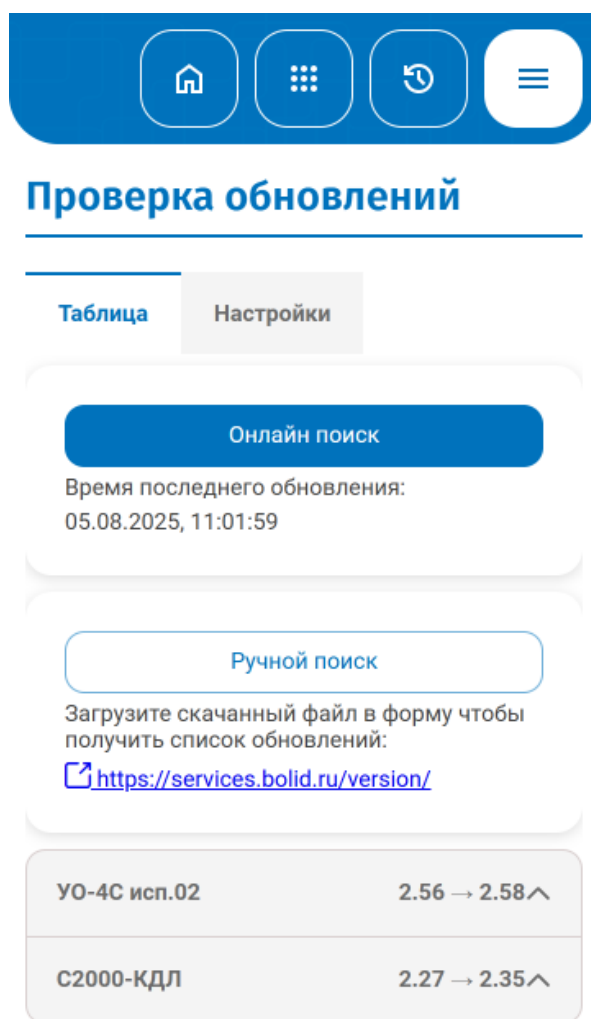 Проверка обновлений
Таблица
Настройки
Онлайн поиск
Время последнего обновления:
05.08.2025, 11:01:59
Ручной поиск
Загрузите скачанный файл в форму чтобы
получить список обновлений:
https://services.bolid.ru/version/
УО-4С исп.02 2.56 → 2.58
С2000-КДЛ 2.27 → 2.35